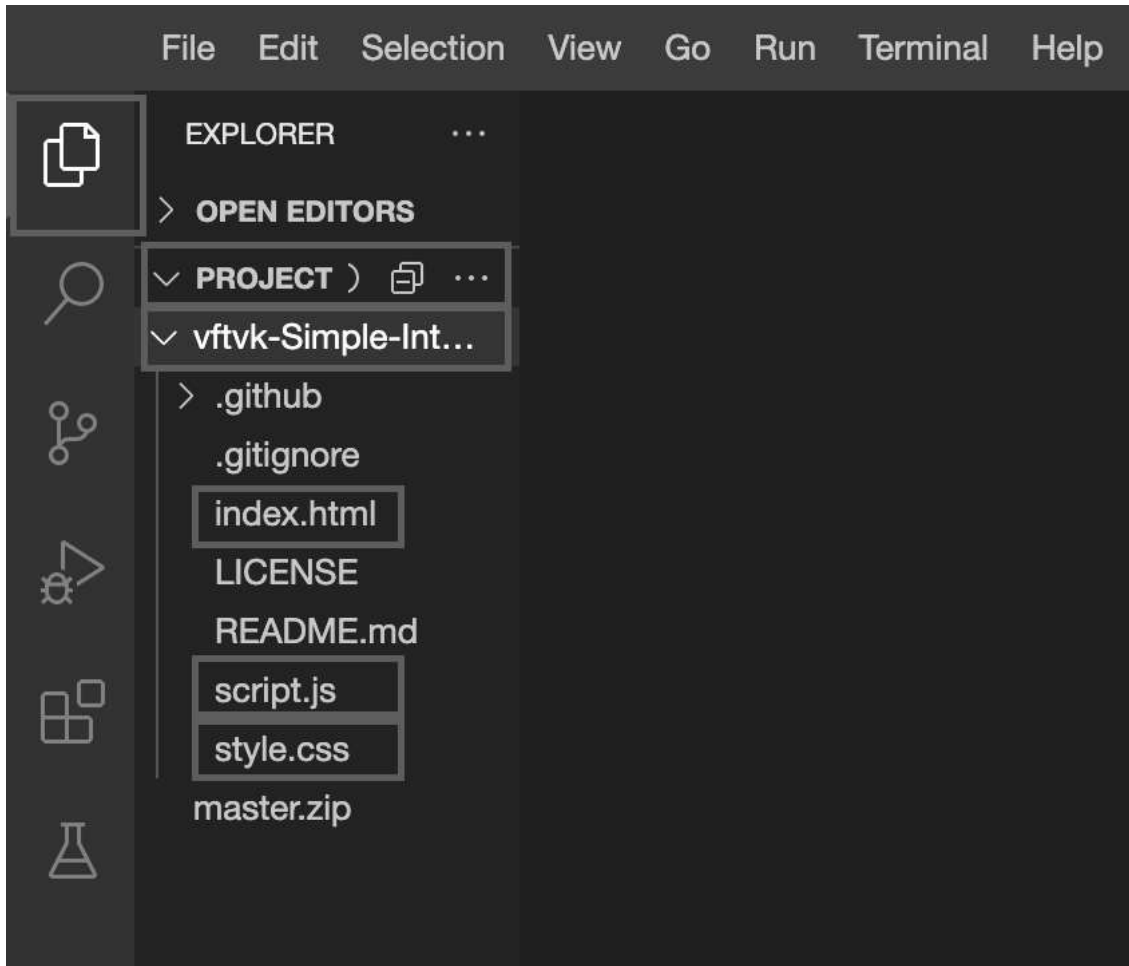 File Edit Selection View Go Run Terminal Help
EXPLORER ...
> OPEN EDITORS
PROJECT ) ...
vftvk-Simple-Int...
> .github
.gitignore
index.html
LICENSE
README.md
script.js
style.css
master.zip